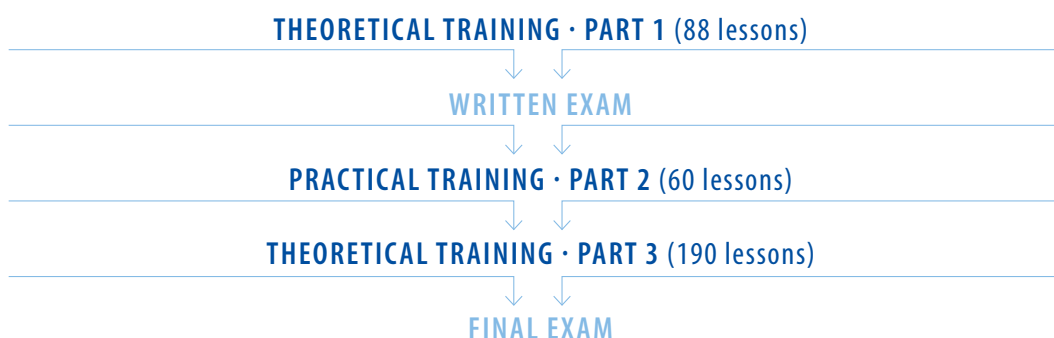 THEORETICAL TRAINING · PART 1 (88 lessons)
WRITTEN EXAM
PRACTICAL TRAINING · PART 2 (60 lessons)
THEORETICAL TRAINING · PART 3 (190 lessons)
FINAL EXAM